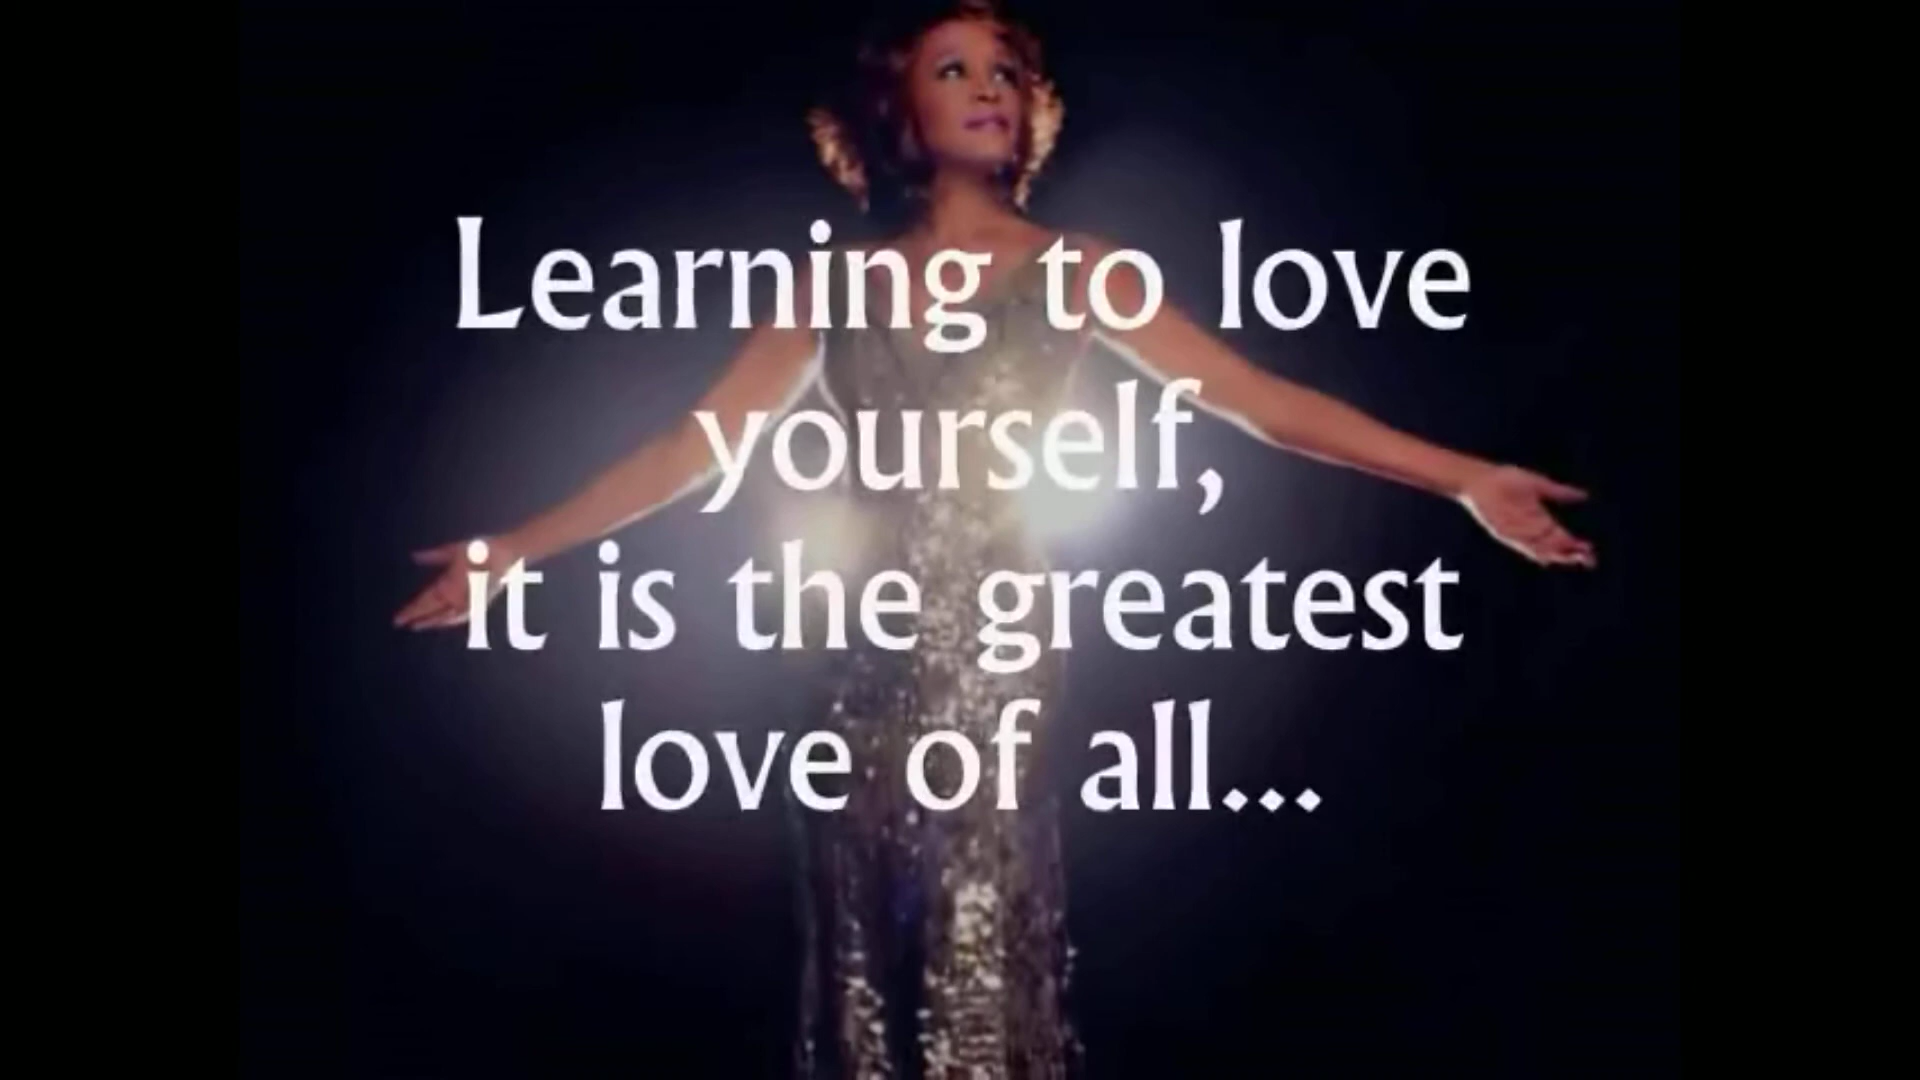 Learning to love
yourself,
it is the greatest
love of all...